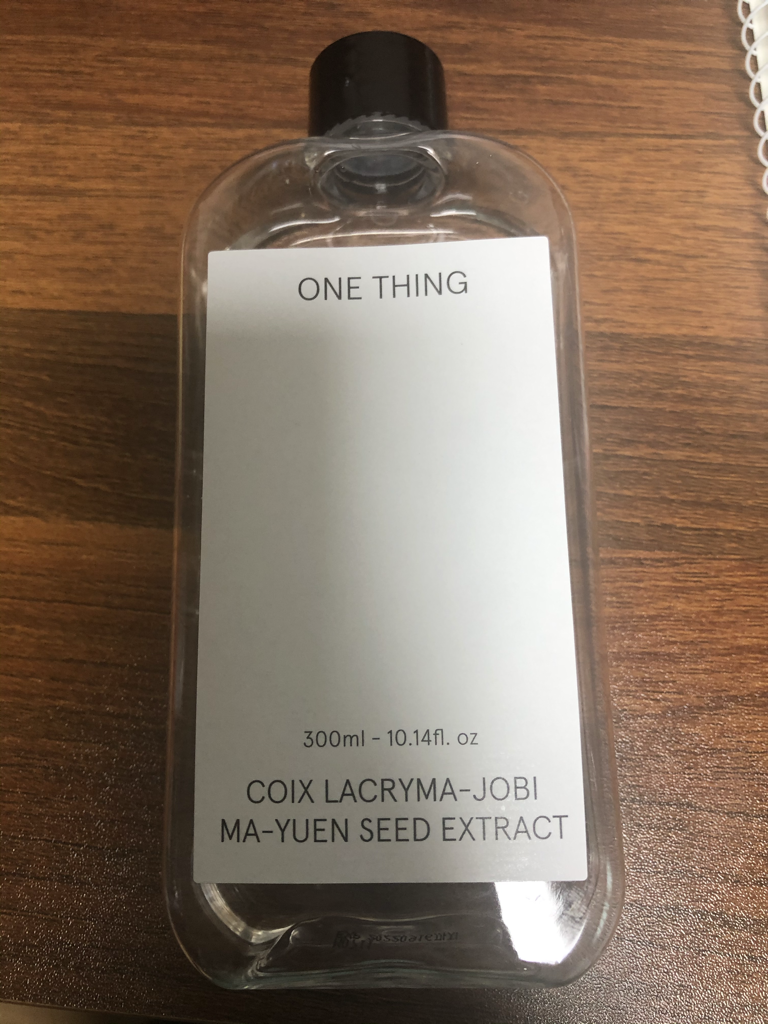 ONE THING
300ml - 10.14fl. oz
COIX LACRYMA-JOBI
MA-YUEN SEED EXTRACT